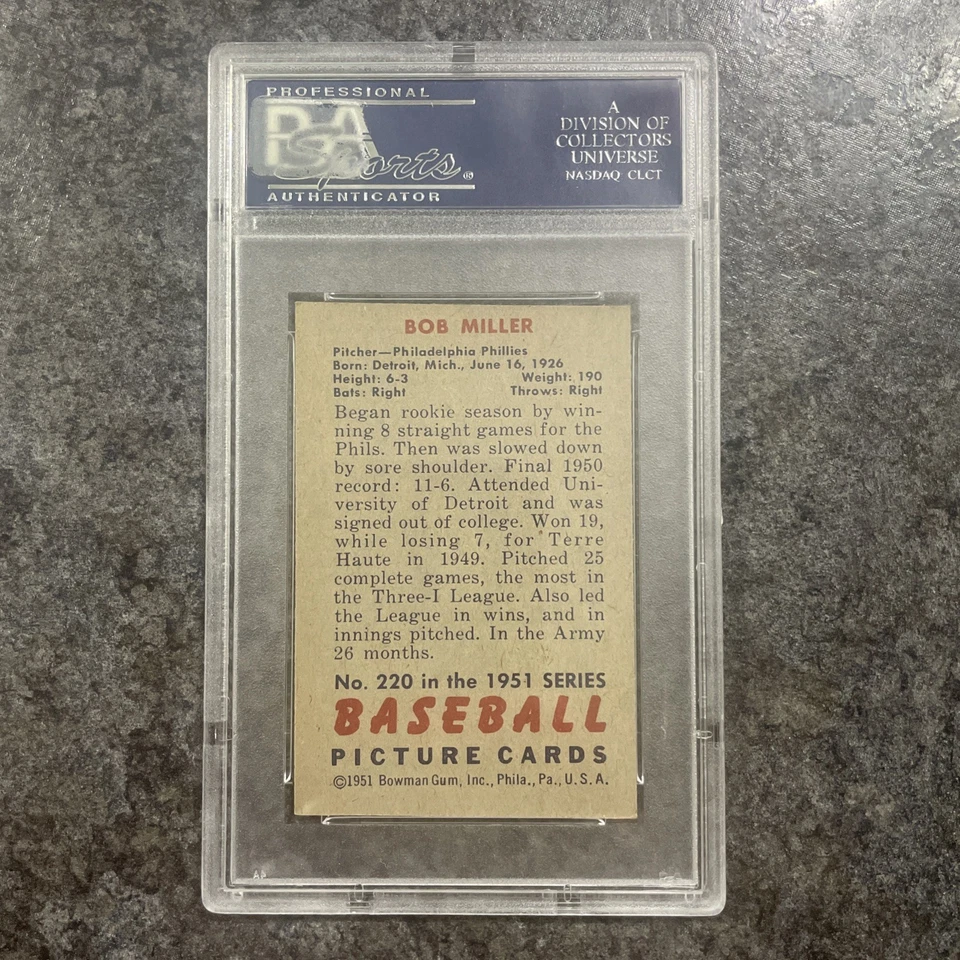 PROFESSIONAL
PSA
Sports®
AUTHENTICATOR
A
DIVISION OF
COLLECTORS
UNIVERSE
NASDAQ CLCT
BOB MILLER
Pitcher—Philadelphia Phillies
Born: Detroit, Mich., June 16, 1926
Height: 6-3 Weight: 190
Bats: Right Throws: Right
Began rookie season by win-
ning 8 straight games for the
Phils. Then was slowed down
by sore shoulder. Final 1950
record: 11-6. Attended Uni-
versity of Detroit and was
signed out of college. Won 19,
while losing 7, for Terre
Haute in 1949. Pitched 25
complete games, the most in
the Three-I League. Also led
the League in wins, and in
innings pitched. In the Army
26 months.
No. 220 in the 1951 SERIES
BASEBALL
PICTURE CARDS
©1951 Bowman Gum, Inc., Phila., Pa., U.S.A.